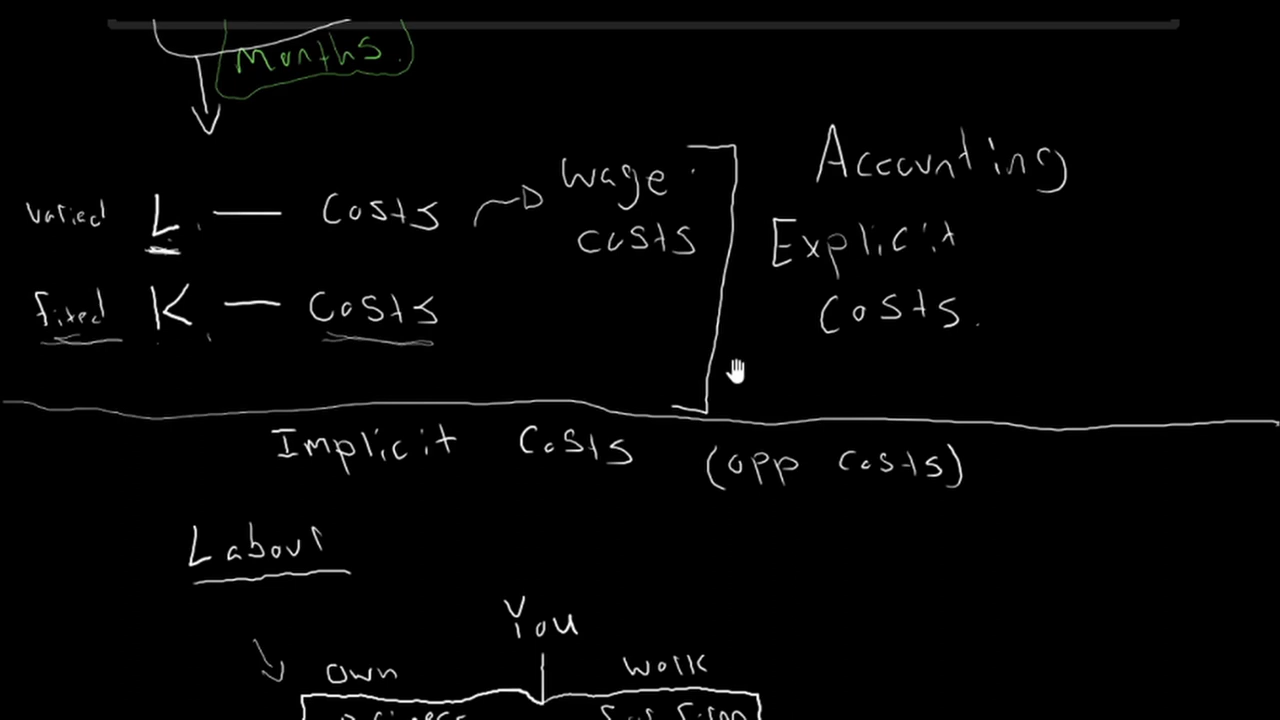 Months.
Varied L — Costs → Wage costs
fixed K — Costs
Accounting
Explicit
Costs.
Implicit Costs (opp costs)
Labour
You
Own Work